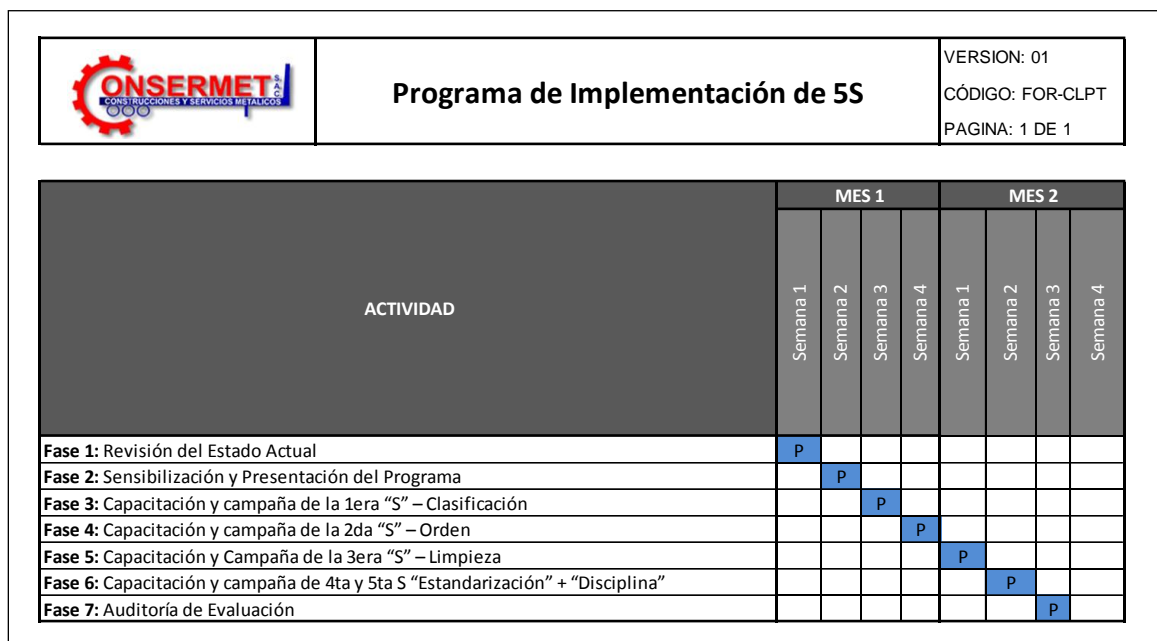 ONSERMET S.A.C
CONSTRUCCIONES Y SERVICIOS METALICOS
Programa de Implementación de 5S
VERSION: 01
CÓDIGO: FOR-CLPT
PAGINA: 1 DE 1
ACTIVIDAD
MES 1 MES 2
Semana 1 Semana 2 Semana 3 Semana 4 Semana 1 Semana 2 Semana 3 Semana 4
Fase 1: Revisión del Estado Actual P
Fase 2: Sensibilización y Presentación del Programa P
Fase 3: Capacitación y campaña de la 1era “S” – Clasificación P
Fase 4: Capacitación y campaña de la 2da “S” – Orden P
Fase 5: Capacitación y Campaña de la 3era “S” – Limpieza P
Fase 6: Capacitación y campaña de 4ta y 5ta S “Estandarización” + “Disciplina” P
Fase 7: Auditoría de Evaluación P